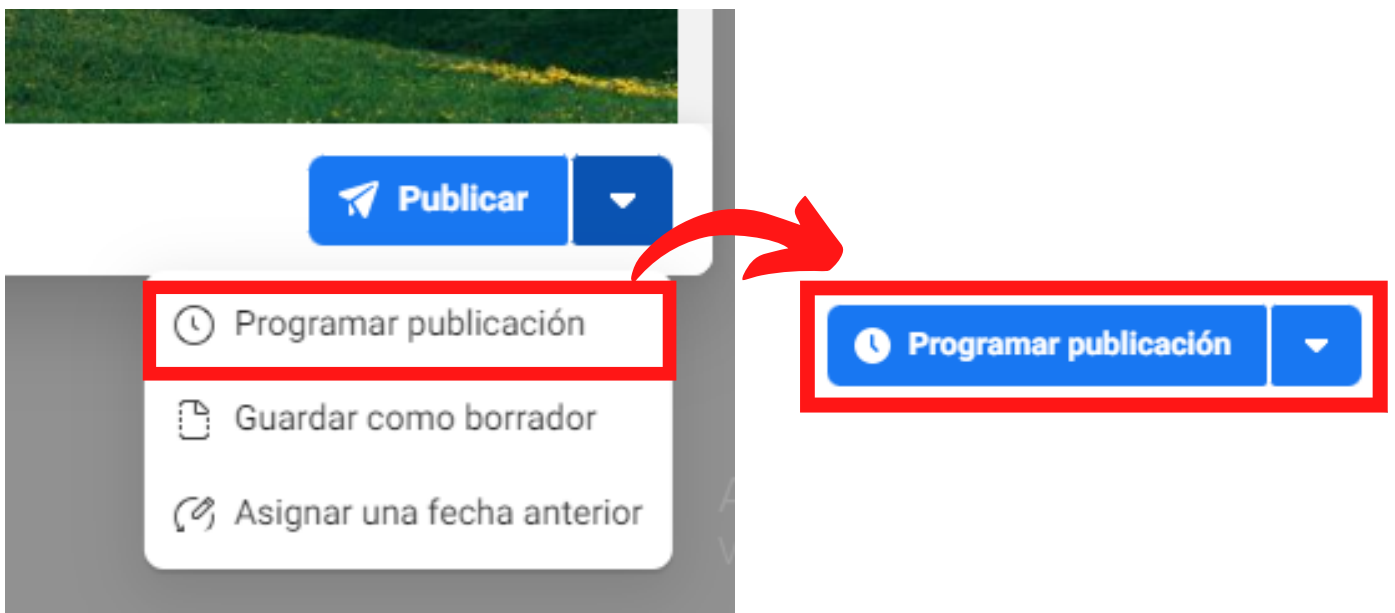 Publicar
Programar publicación
Guardar como borrador
Asignar una fecha anterior
Programar publicación